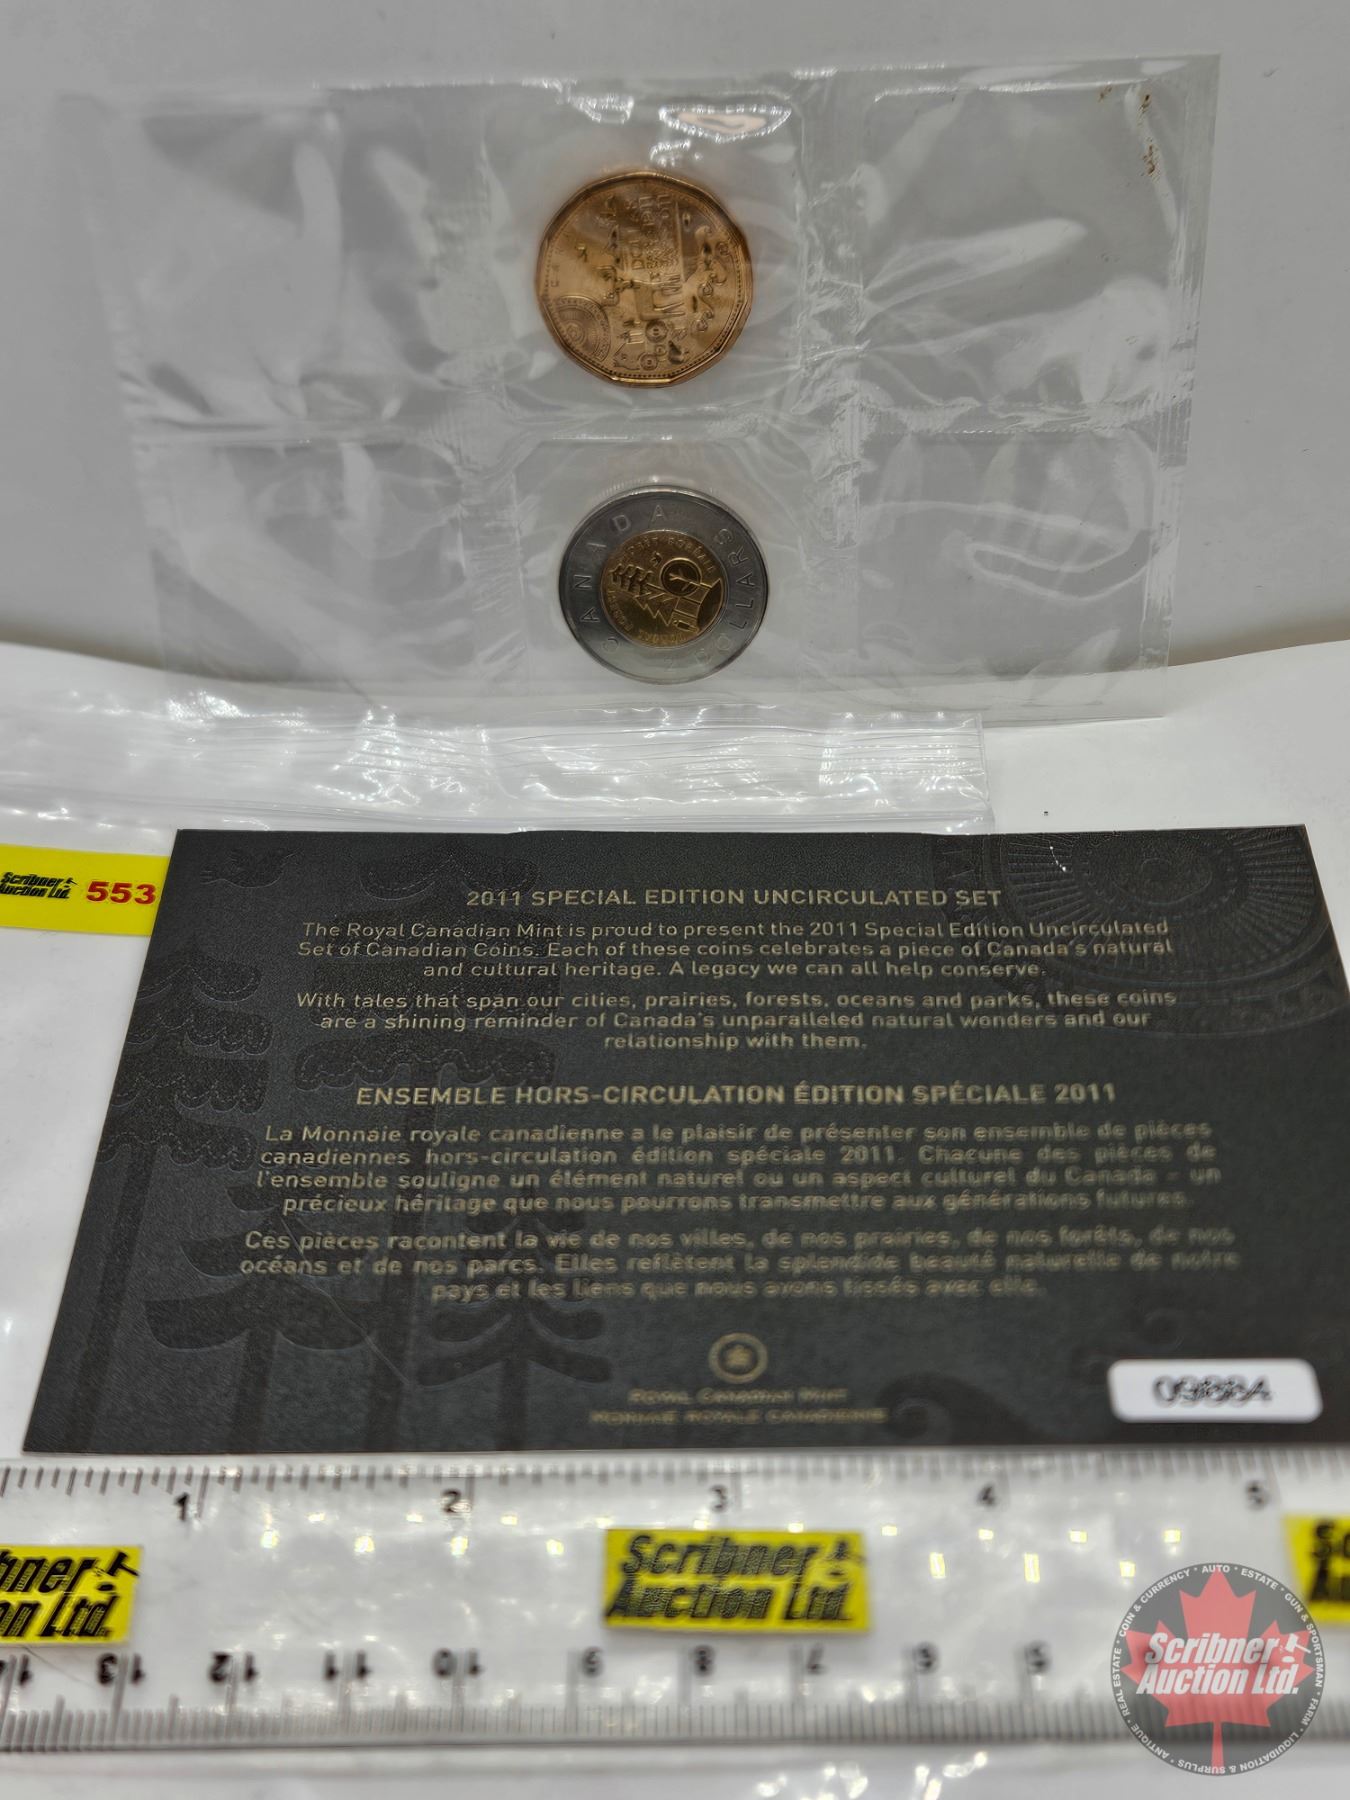 CANADA
DOLLARS
Scribner
Auction Ltd. 553
2011 SPECIAL EDITION UNCIRCULATED SET
The Royal Canadian Mint is proud to present the 2011 Special Edition Uncirculated
Set of Canadian Coins. Each of these coins celebrates a piece of Canada's natural
and cultural heritage. A legacy we can all help conserve.
With tales that span our cities, prairies, forests, oceans and parks, these coins
are a shining reminder of Canada's unparalleled natural wonders and our
relationship with them.
ENSEMBLE HORS-CIRCULATION ÉDITION SPÉCIALE 2011
La Monnaie royale canadienne a le plaisir de présenter son ensemble de pièces
canadiennes hors-circulation édition spéciale 2011. Chacune des pièces de
l'ensemble souligne un élément naturel ou un aspect culturel du Canada - un
précieux héritage que nous pourrons transmettre aux générations futures.
Ces pièces racontent la vie de nos villes, de nos prairies, de nos forêts, de nos
océans et de nos parcs. Elles reflètent la splendide beauté naturelle de notre
pays et les liens que nous avons tissés avec elle.
ROYAL CANADIAN MINT
MONNAIE ROYALE CANADIENNE
1 2 3 4 5
Scribner
Auction Ltd.
13 12 11 10 9 8 7 6 5
COIN & CURRENCY · AUTO · ESTATE · GUN & SPORTSMAN · FARM · LIQUIDATION & SURPLUS · ANTIQUE · REAL ESTATE ·
Scribner
Auction Ltd.